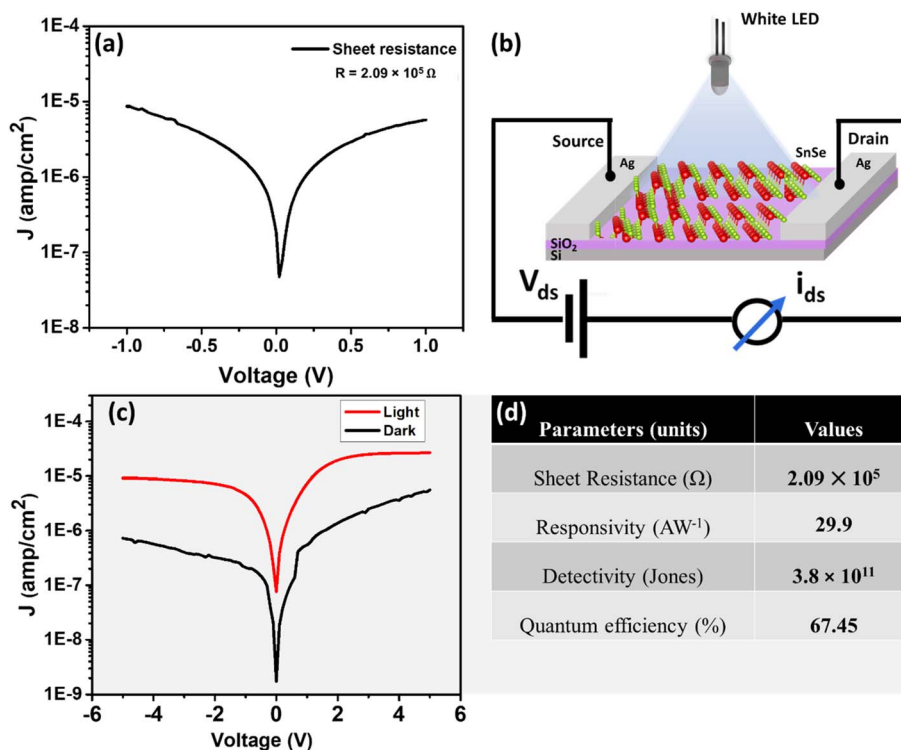 (a)
Sheet resistance
R = 2.09 × 10⁵ Ω
1E-4
1E-5
1E-6
1E-7
1E-8
J (amp/cm²)
-1.0 -0.5 0.0 0.5 1.0
Voltage (V)
(b)
White LED
Source
Drain
SnSe
Ag
Ag
SiO₂
Si
V_ds
i_ds
(c)
Light
Dark
1E-4
1E-5
1E-6
1E-7
1E-8
1E-9
J (amp/cm²)
-6 -4 -2 0 2 4 6
Voltage (V)
(d)
Parameters (units) Values
Sheet Resistance (Ω) 2.09 × 10⁵
Responsivity (AW⁻¹) 29.9
Detectivity (Jones) 3.8 × 10¹¹
Quantum efficiency (%) 67.45